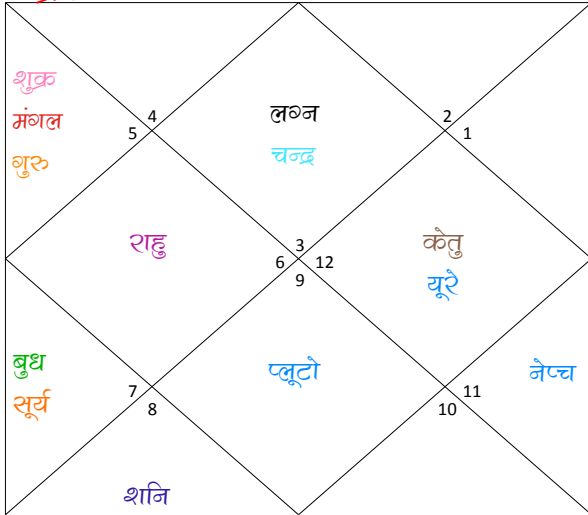 शुक्र
मंगल
गुरु
लग्न
चन्द्र
4
5
2
1
राहु
केतु
यूरे
3
6 12
9
बुध
सूर्य
प्लूटो
नेप्च
7
8
11
10
शनि